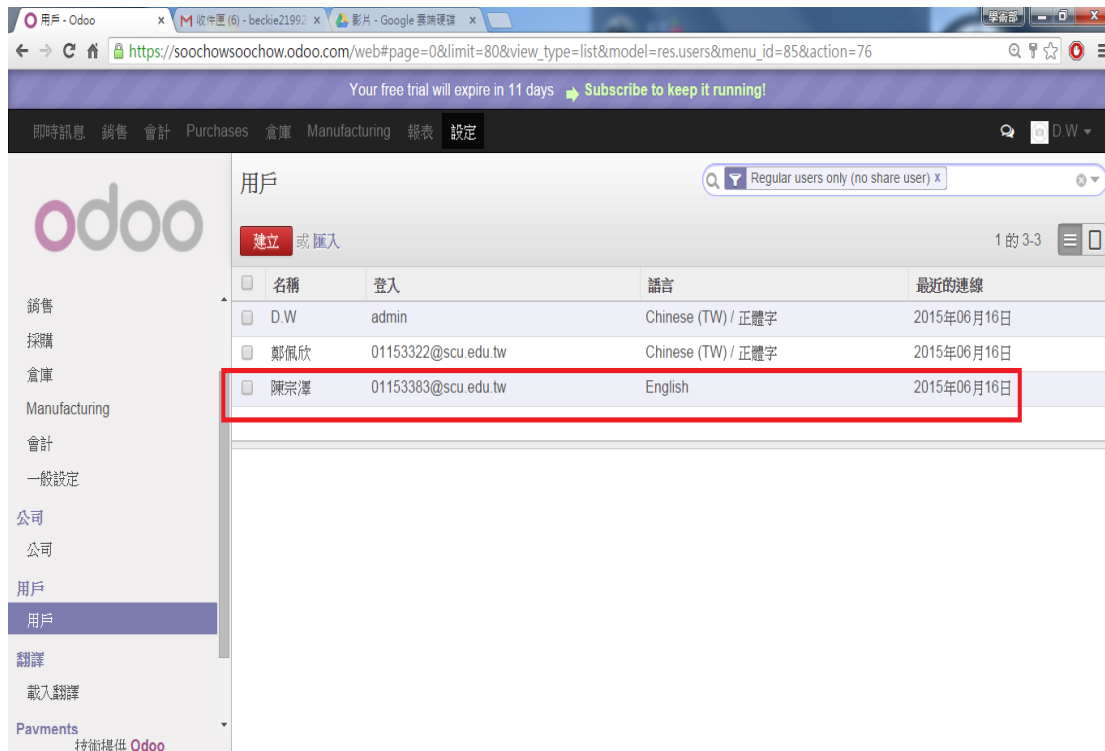 用戶 - Odoo x 收件匣 (6) - beckie21992 x 影片 - Google 雲端硬碟 x 學術部
https://soochowsoochow.odoo.com/web#page=0&limit=80&view_type=list&model=res.users&menu_id=85&action=76
Your free trial will expire in 11 days Subscribe to keep it running!
即時訊息 銷售 會計 Purchases 倉庫 Manufacturing 報表 設定 D.W
odoo
用戶 Regular users only (no share user) x
建立 或 匯入 1 的 3-3
名稱 登入 語言 最近的連線
D.W admin Chinese (TW) / 正體字 2015年06月16日
鄭佩欣 01153322@scu.edu.tw Chinese (TW) / 正體字 2015年06月16日
陳宗澤 01153383@scu.edu.tw English 2015年06月16日
銷售
採購
倉庫
Manufacturing
會計
一般設定
公司
公司
用戶
用戶
翻譯
載入翻譯
Payments
技術提供 Odoo